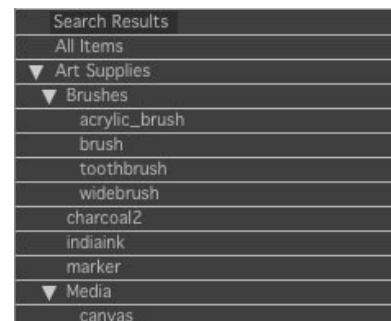 Search Results
All Items
Art Supplies
Brushes
acrylic_brush
brush
toothbrush
widebrush
charcoal2
indiaink
marker
Media
canvas